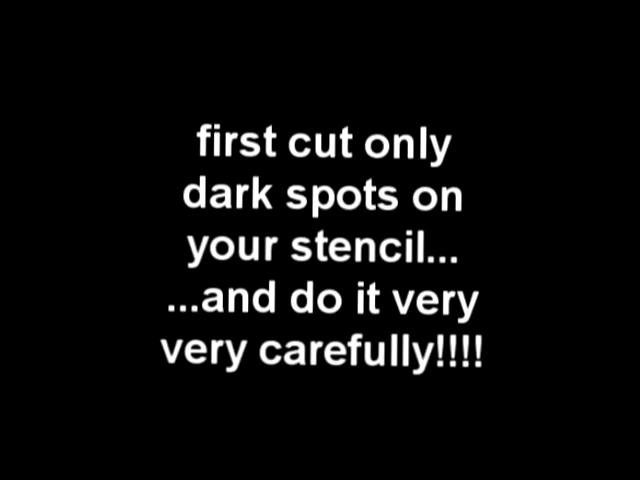 first cut only
dark spots on
your stencil...
...and do it very
very carefully!!!!